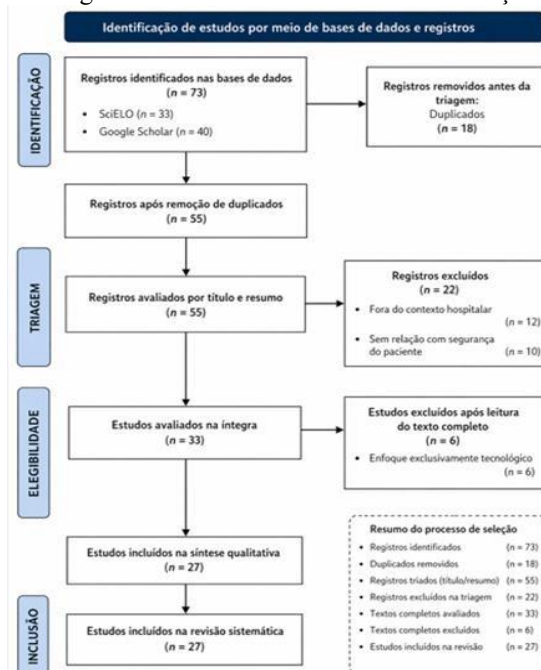 Identificação de estudos por meio de bases de dados e registros
IDENTIFICAÇÃO
Registros identificados nas bases de dados
(n = 73)
• SciELO (n = 33)
• Google Scholar (n = 40)
Registros removidos antes da
triagem:
Duplicados
(n = 18)
Registros após remoção de duplicados
(n = 55)
TRIAGEM
Registros avaliados por título e resumo
(n = 55)
Registros excluídos
(n = 22)
• Fora do contexto hospitalar
(n = 12)
• Sem relação com segurança
do paciente (n = 10)
ELEGIBILIDADE
Estudos avaliados na íntegra
(n = 33)
Estudos excluídos após leitura
do texto completo
(n = 6)
• Enfoque exclusivamente tecnológico
(n = 6)
Estudos incluídos na síntese qualitativa
(n = 27)
INCLUSÃO
Estudos incluídos na revisão sistemática
(n = 27)
Resumo do processo de seleção
• Registros identificados (n = 73)
• Duplicados removidos (n = 18)
• Registros triados (título/resumo) (n = 55)
• Registros excluídos na triagem (n = 22)
• Textos completos avaliados (n = 33)
• Textos completos excluídos (n = 6)
• Estudos incluídos na revisão (n = 27)